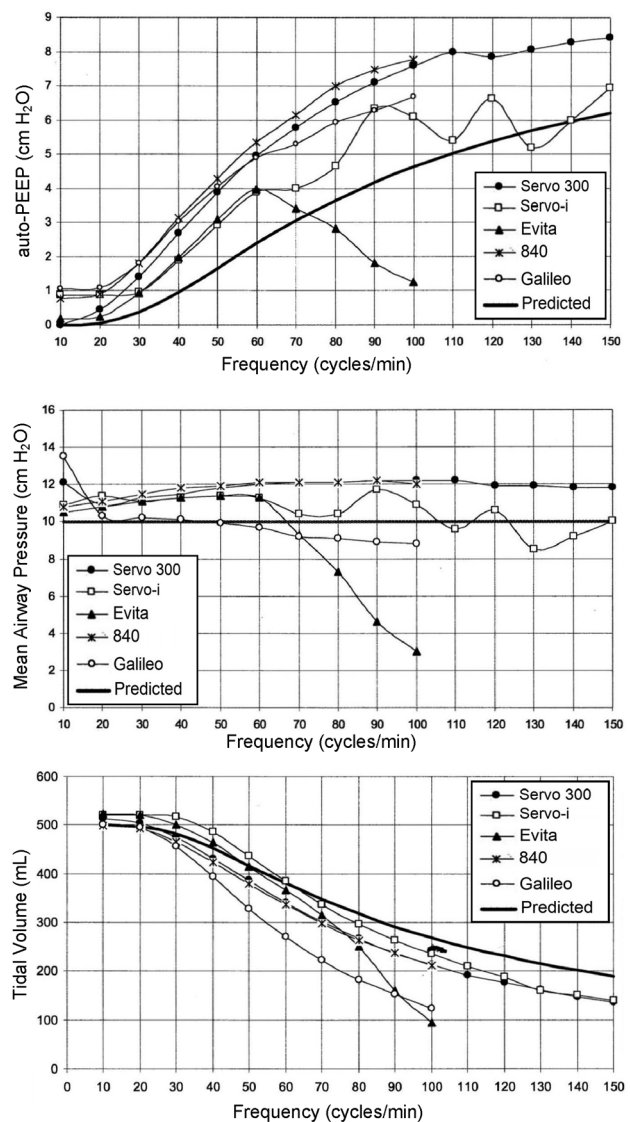 9
8
7
6
5
4
3
2
1
0
auto-PEEP (cm H₂O)
Servo 300
Servo-i
Evita
840
Galileo
Predicted
10 20 30 40 50 60 70 80 90 100 110 120 130 140 150
Frequency (cycles/min)
16
14
12
10
8
6
4
2
0
Mean Airway Pressure (cm H₂O)
Servo 300
Servo-i
Evita
840
Galileo
Predicted
10 20 30 40 50 60 70 80 90 100 110 120 130 140 150
Frequency (cycles/min)
600
500
400
300
200
100
0
Tidal Volume (mL)
Servo 300
Servo-i
Evita
840
Galileo
Predicted
0 10 20 30 40 50 60 70 80 90 100 110 120 130 140 150
Frequency (cycles/min)